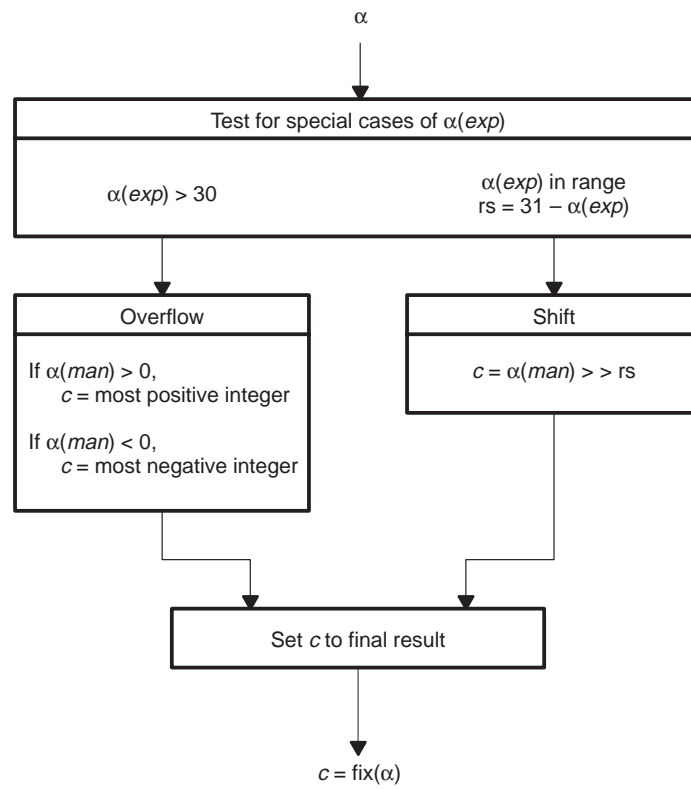 α
Test for special cases of α(exp)
α(exp) > 30
α(exp) in range
rs = 31 – α(exp)
Overflow
If α(man) > 0,
c = most positive integer
If α(man) < 0,
c = most negative integer
Shift
c = α(man) > > rs
Set c to final result
c = fix(α)